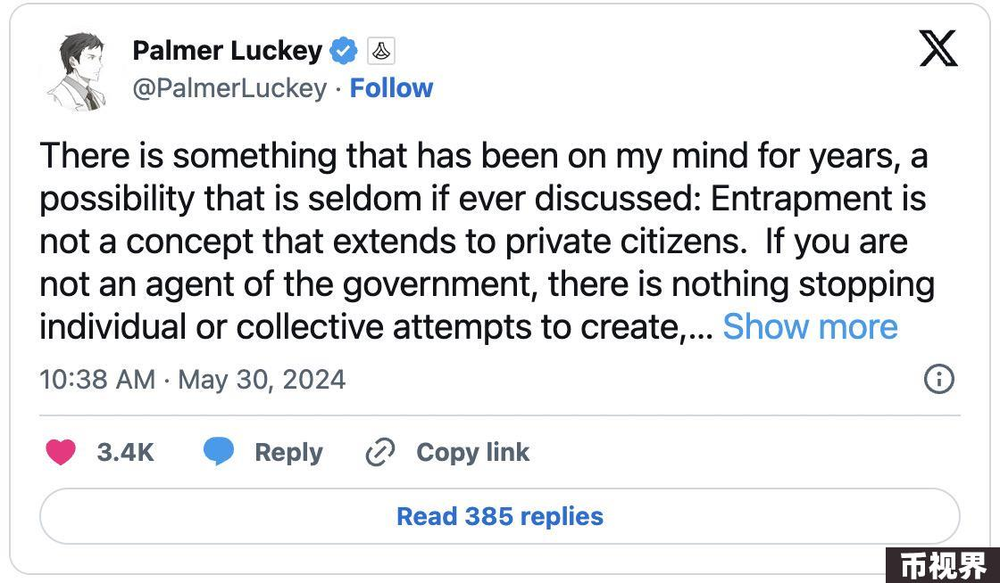 Palmer Luckey
@PalmerLuckey · Follow
There is something that has been on my mind for years, a
possibility that is seldom if ever discussed: Entrapment is
not a concept that extends to private citizens.  If you are
not an agent of the government, there is nothing stopping
individual or collective attempts to create,... Show more
10:38 AM · May 30, 2024
3.4K Reply Copy link
Read 385 replies
币视界